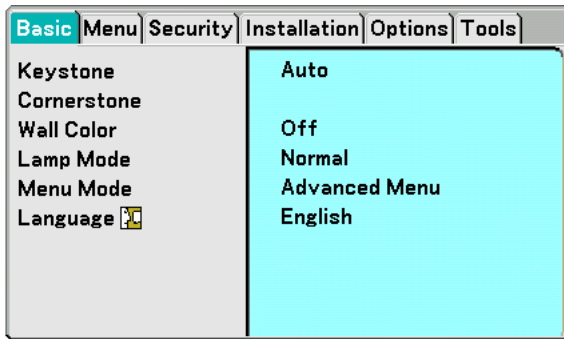 Basic Menu Security Installation Options Tools
Keystone Auto
Cornerstone
Wall Color Off
Lamp Mode Normal
Menu Mode Advanced Menu
Language English